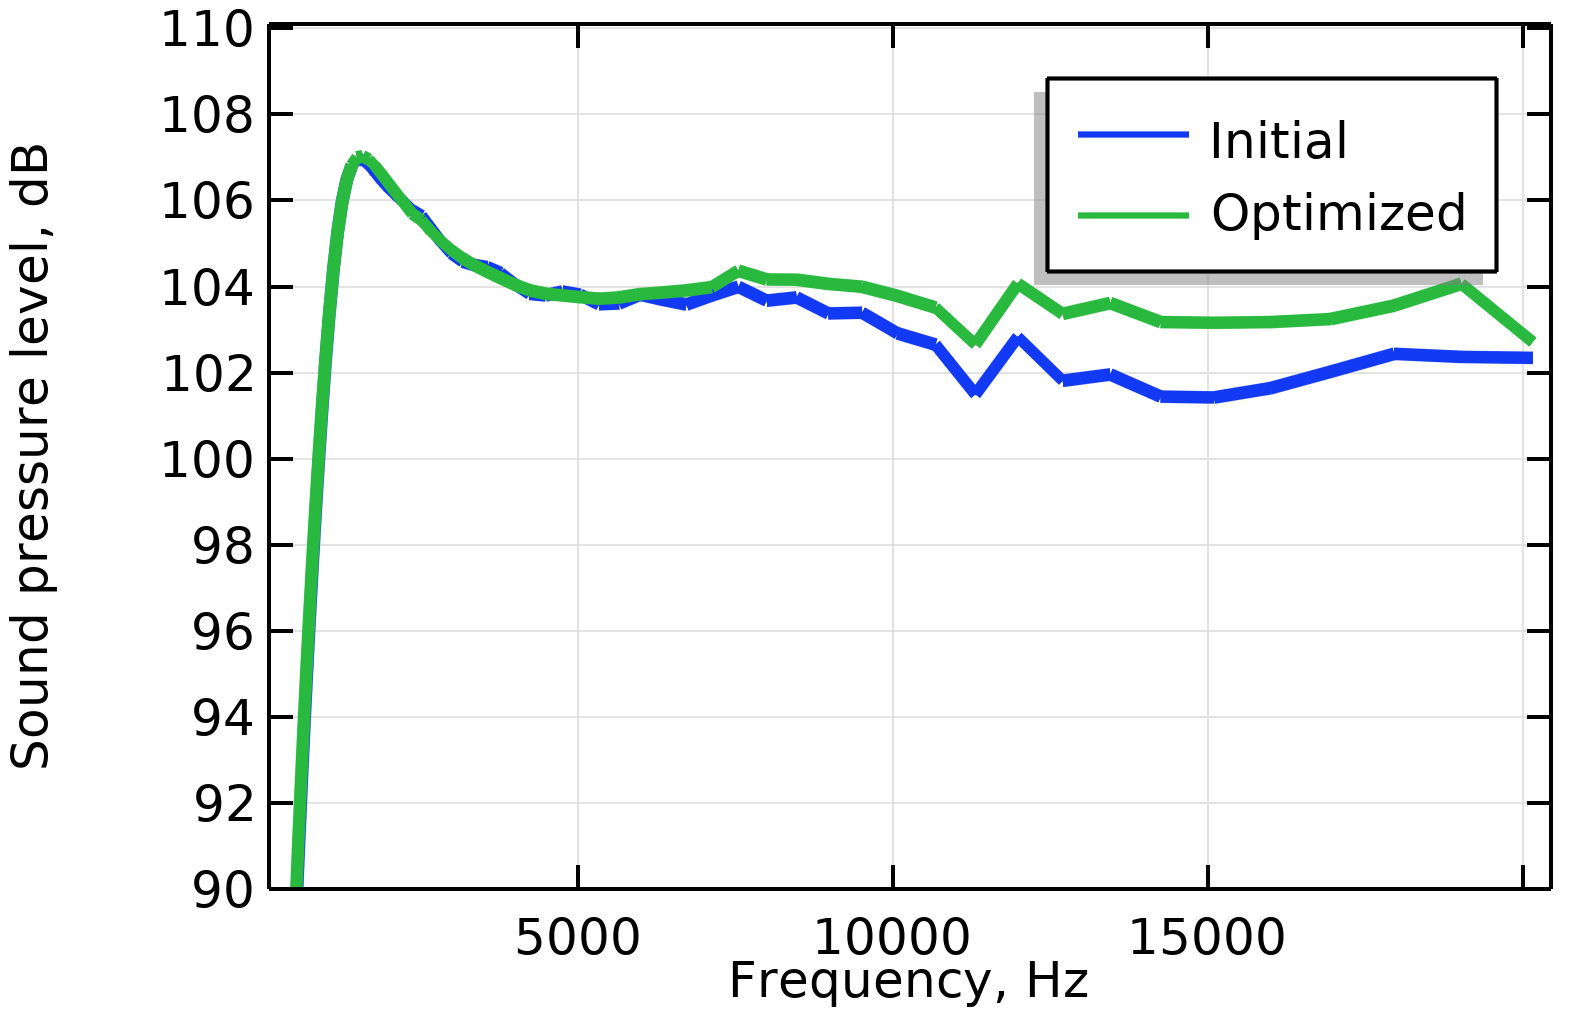 110
108
106
104
102
100
98
96
94
92
90
Sound pressure level, dB
Initial
Optimized
5000 10000 15000
Frequency, Hz